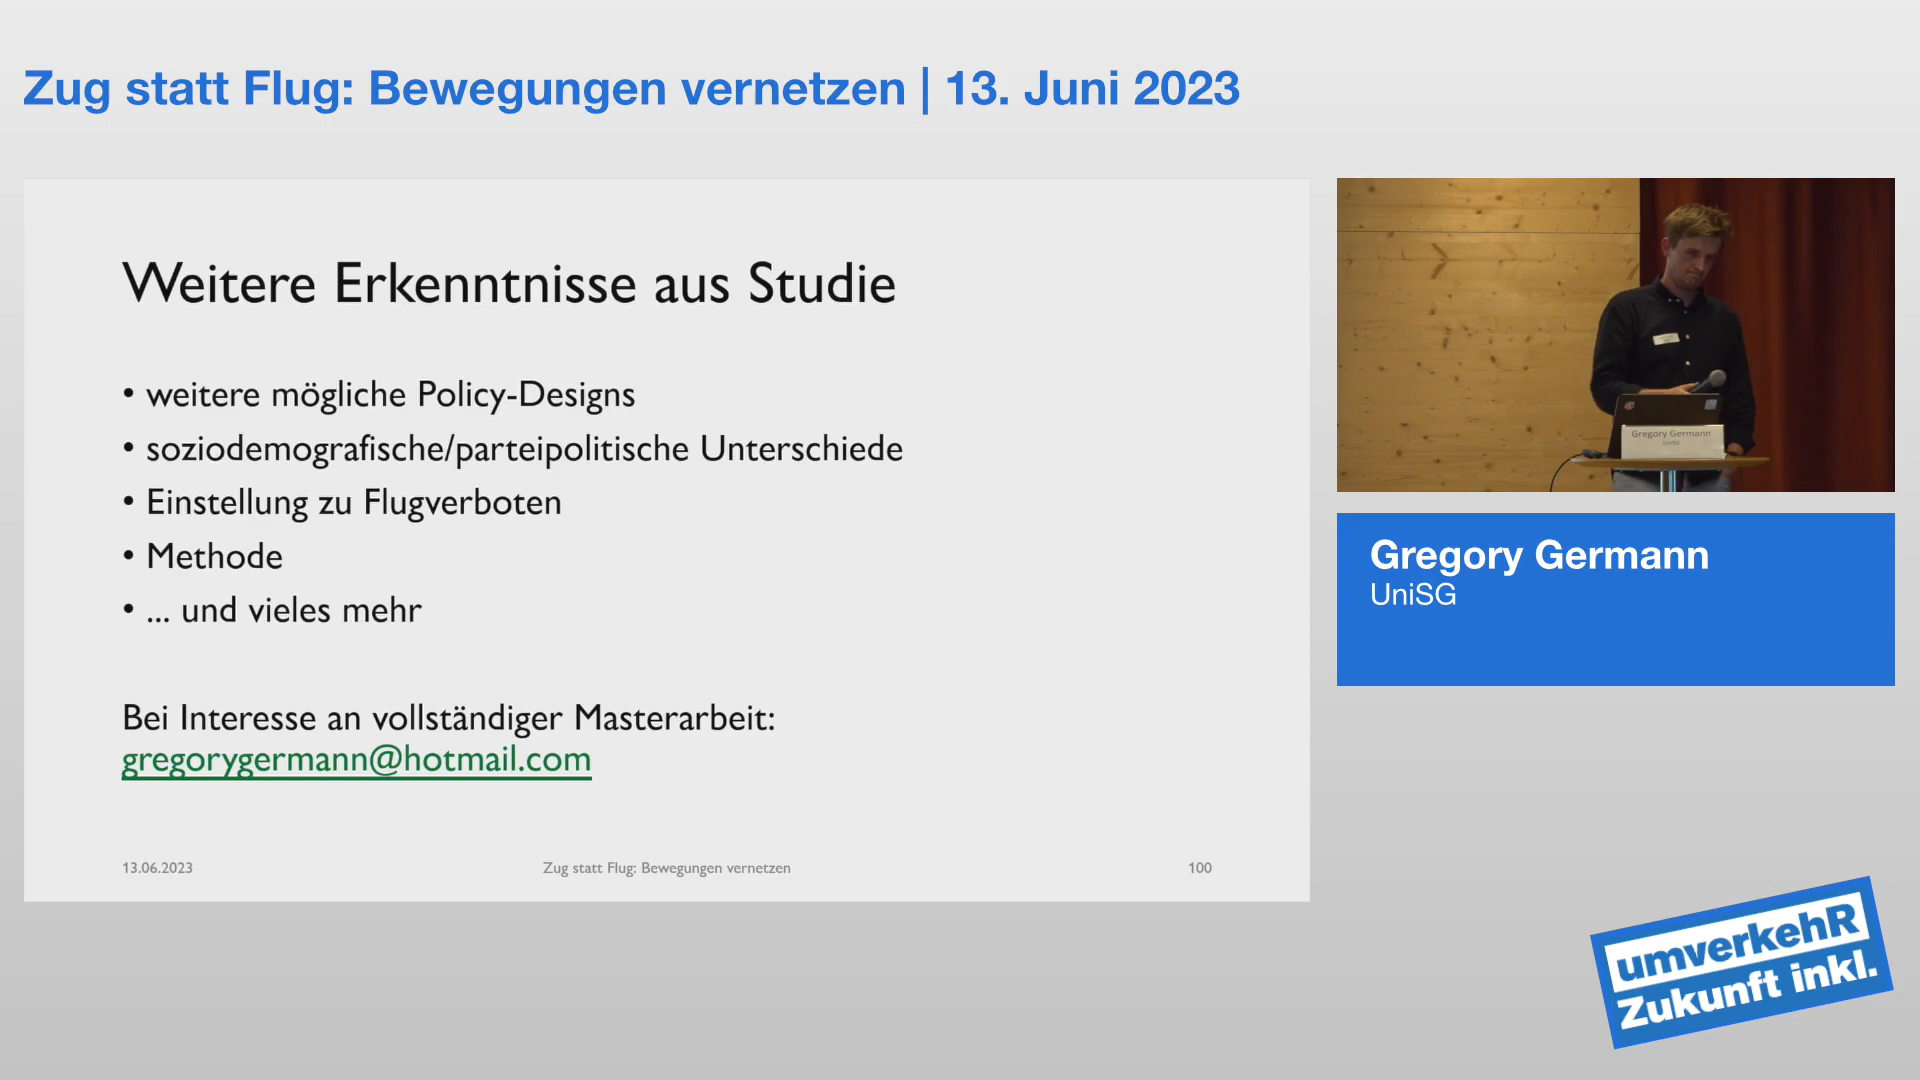 Zug statt Flug: Bewegungen vernetzen | 13. Juni 2023
Weitere Erkenntnisse aus Studie
• weitere mögliche Policy-Designs
• soziodemografische/parteipolitische Unterschiede
• Einstellung zu Flugverboten
• Methode
• ... und vieles mehr
Bei Interesse an vollständiger Masterarbeit:
gregorygermann@hotmail.com
13.06.2023
Zug statt Flug: Bewegungen vernetzen
100
Gregory Germann
UniSG
Gregory Germann
UniSG
umverkehR
Zukunft inkl.